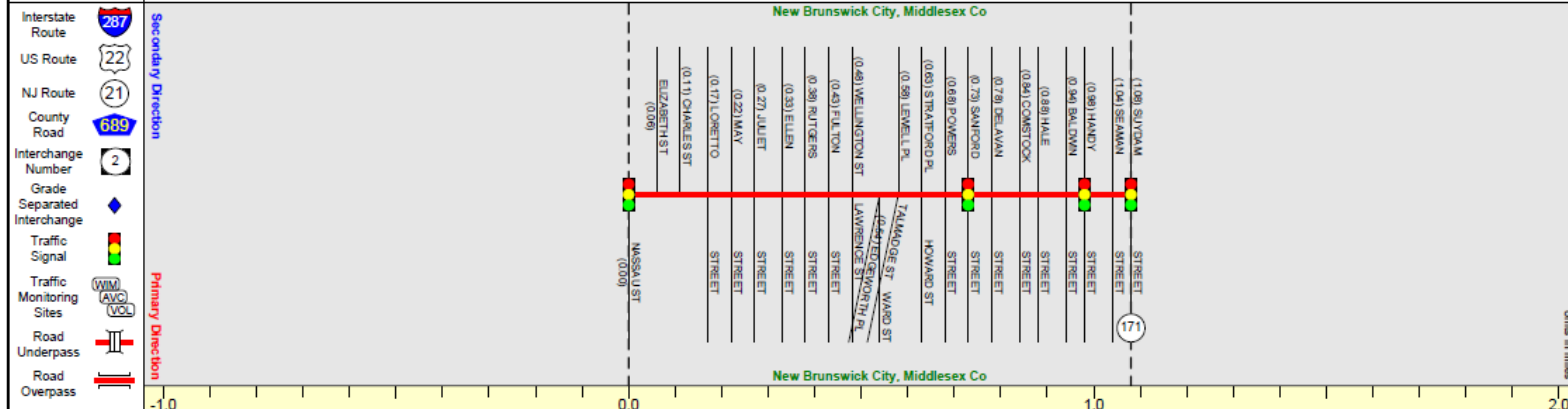 Interstate
Route
287
US Route
22
NJ Route
21
County
Road
689
Interchange
Number
2
Grade
Separated
Interchange
Traffic
Signal
Traffic
Monitoring
Sites
WIM
AVC
VOL
Road
Underpass
Road
Overpass
Secondary Direction
Primary Direction
New Brunswick City, Middlesex Co
ELIZABETH ST
(0.06)
(0.11) CHARLES ST
(0.17) LORETTO
(0.22) MAY
(0.27) JULIET
(0.33) ELLEN
(0.38) RUTGERS
(0.43) FULTON
(0.48) WELLINGTON ST
(0.58) LEWELL PL
(0.63) STRATFORD PL
(0.68) POWERS
(0.73) SANFORD
(0.78) DELAVAN
(0.84) COMSTOCK
(0.88) HALE
(0.94) BALDWIN
(0.98) HANDY
(1.04) SEAMAN
(1.08) SUYDAM
NASSAU ST
(0.00)
STREET
STREET
STREET
STREET
STREET
STREET
LAWRENCE ST
(0.54) EDGEWORTH PL
TALMADGE ST
WARD ST
HOWARD ST
STREET
STREET
STREET
STREET
STREET
STREET
STREET
STREET
STREET
171
New Brunswick City, Middlesex Co
-1.0
0.0
1.0
2.0